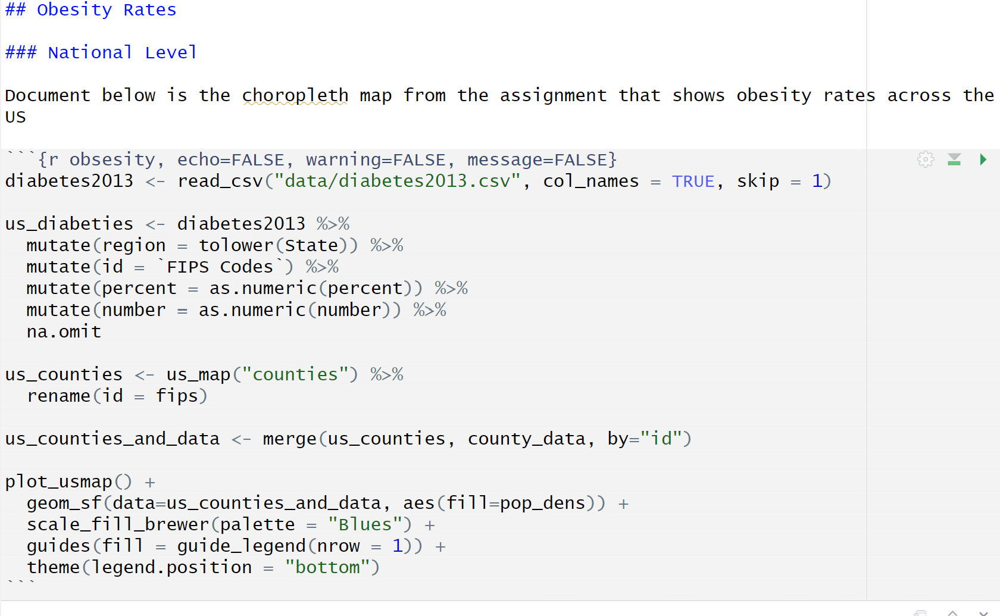 ## Obesity Rates
### National Level
Document below is the choropleth map from the assignment that shows obesity rates across the
US
```{r obsesity, echo=FALSE, warning=FALSE, message=FALSE}
diabetes2013 <- read_csv("data/diabetes2013.csv", col_names = TRUE, skip = 1)
us_diabeties <- diabetes2013 %>%
  mutate(region = tolower(State)) %>%
  mutate(id = `FIPS Codes`) %>%
  mutate(percent = as.numeric(percent)) %>%
  mutate(number = as.numeric(number)) %>%
  na.omit
us_counties <- us_map("counties") %>%
  rename(id = fips)
us_counties_and_data <- merge(us_counties, county_data, by="id")
plot_usmap() +
  geom_sf(data=us_counties_and_data, aes(fill=pop_dens)) +
  scale_fill_brewer(palette = "Blues") +
  guides(fill = guide_legend(nrow = 1)) +
  theme(legend.position = "bottom")
```